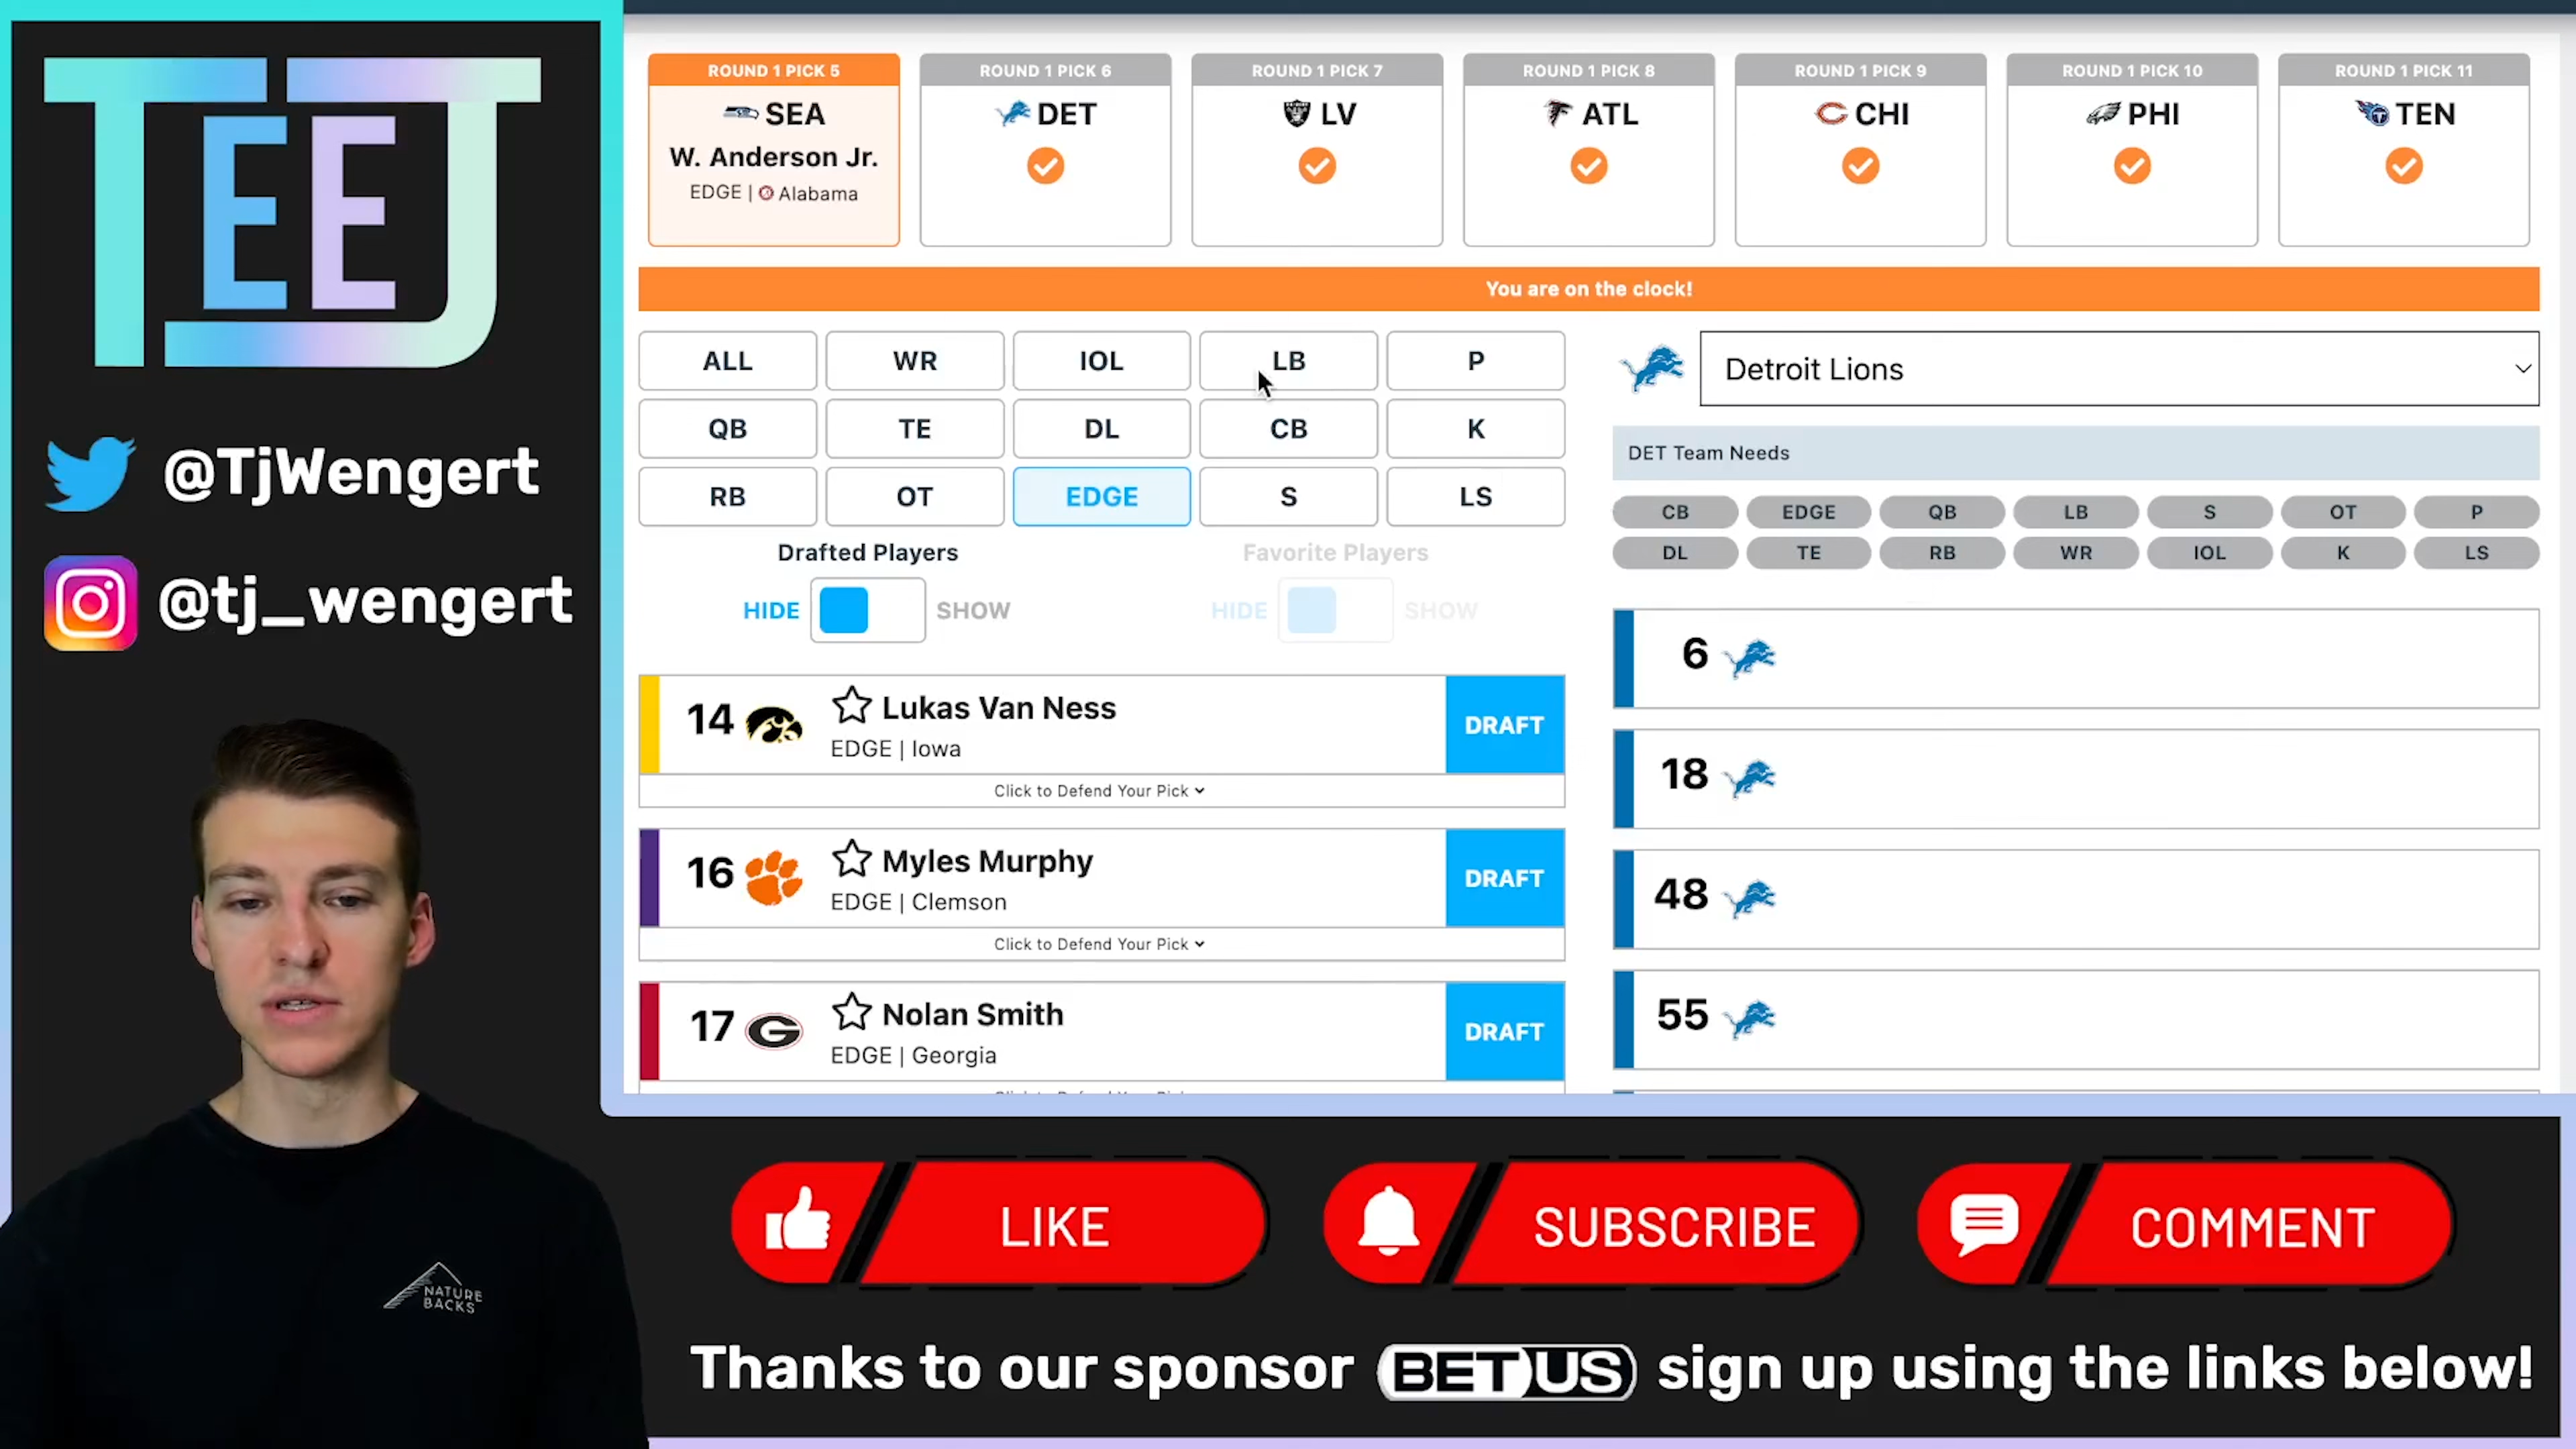 TEEJ
@TjWengert
@tj_wengert
NATURE
BACKS
ROUND 1 PICK 5
SEA
W. Anderson Jr.
EDGE | Alabama
ROUND 1 PICK 6
DET
ROUND 1 PICK 7
LV
ROUND 1 PICK 8
ATL
ROUND 1 PICK 9
CHI
ROUND 1 PICK 10
PHI
ROUND 1 PICK 11
TEN
You are on the clock!
ALL WR IOL LB P
QB TE DL CB K
RB OT EDGE S LS
Drafted Players
HIDE SHOW
Favorite Players
HIDE SHOW
14 Lukas Van Ness
EDGE | Iowa
DRAFT
Click to Defend Your Pick
16 Myles Murphy
EDGE | Clemson
DRAFT
Click to Defend Your Pick
17 G Nolan Smith
EDGE | Georgia
DRAFT
Detroit Lions
DET Team Needs
CB EDGE QB LB S OT P
DL TE RB WR IOL K LS
6
18
48
55
LIKE
SUBSCRIBE
COMMENT
Thanks to our sponsor BETUS sign up using the links below!